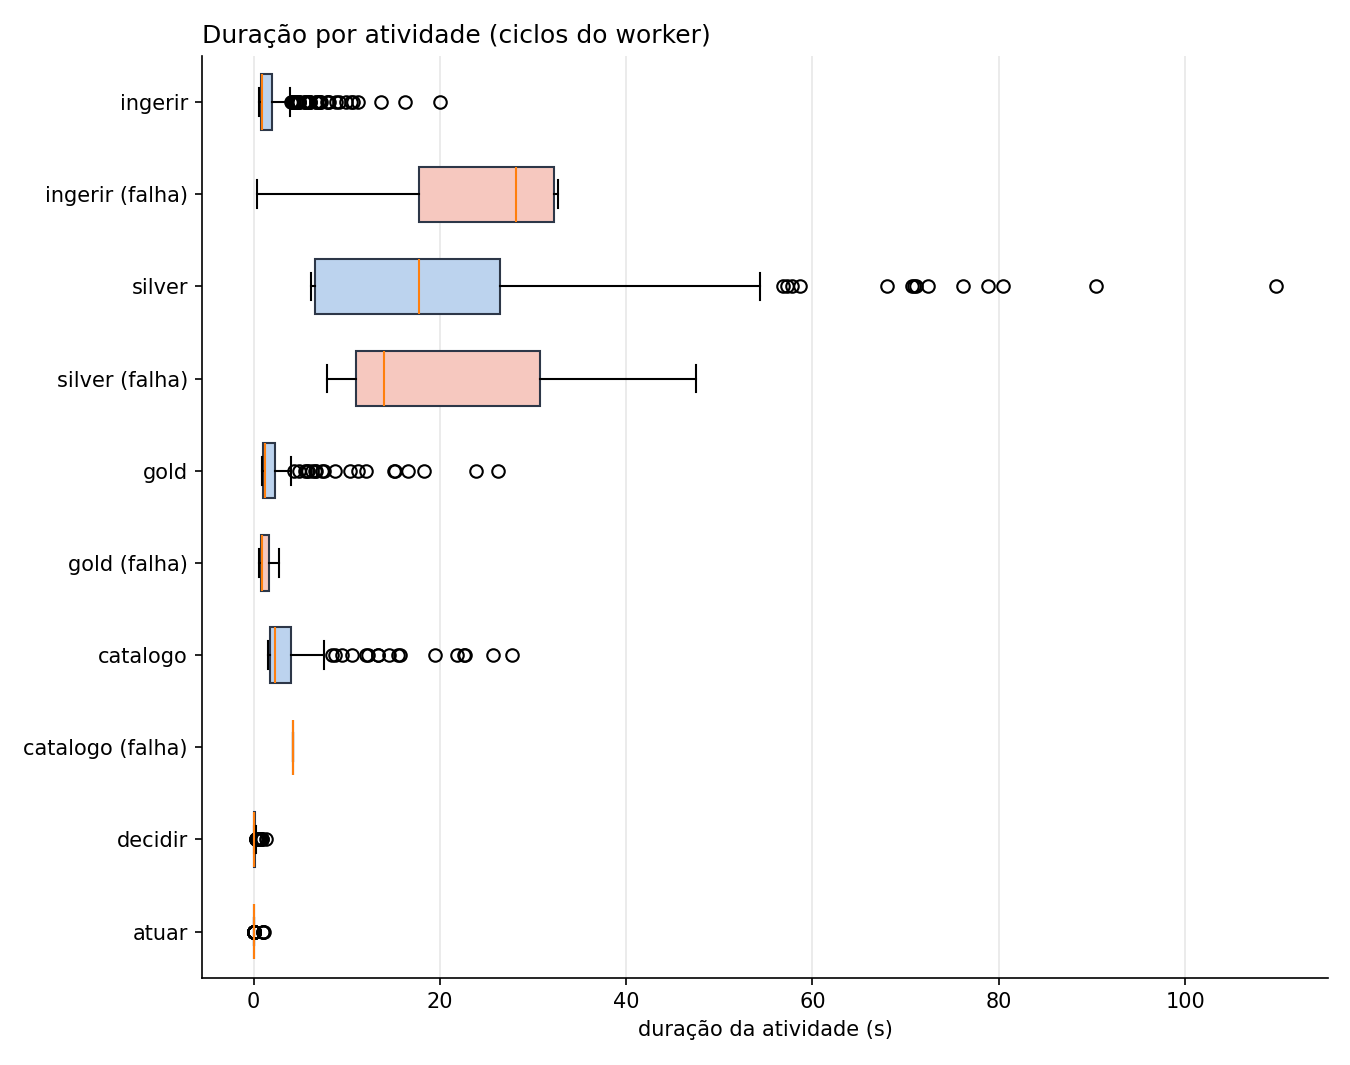 Duração por atividade (ciclos do worker)
ingerir
ingerir (falha)
silver
silver (falha)
gold
gold (falha)
catalogo
catalogo (falha)
decidir
atuar
0 20 40 60 80 100
duração da atividade (s)